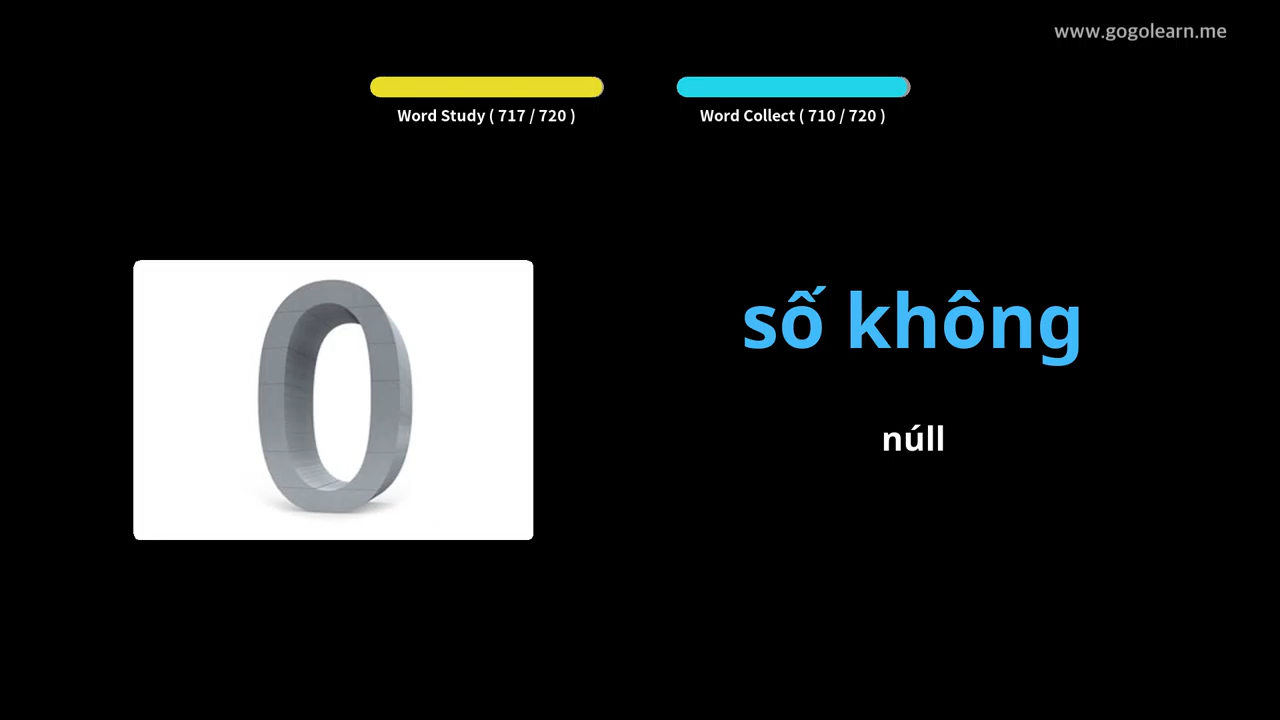 www.gogolearn.me
Word Study ( 717 / 720 )
Word Collect ( 710 / 720 )
0
số không
núll